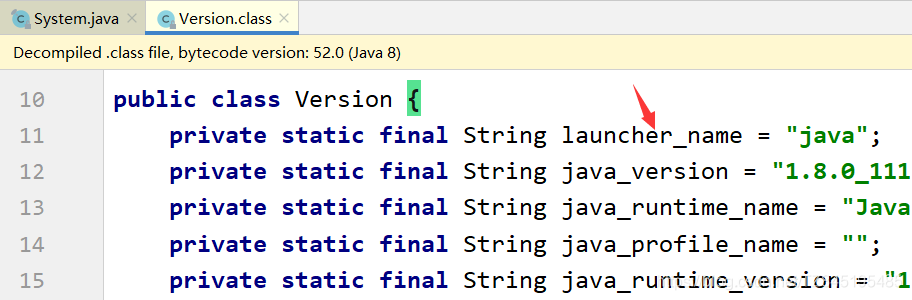 System.java × Version.class ×
Decompiled .class file, bytecode version: 52.0 (Java 8)
10 public class Version {
11 private static final String launcher_name = "java";
12 private static final String java_version = "1.8.0_111
13 private static final String java_runtime_name = "Java
14 private static final String java_profile_name = "";
15 private static final String java_runtime_version = "1